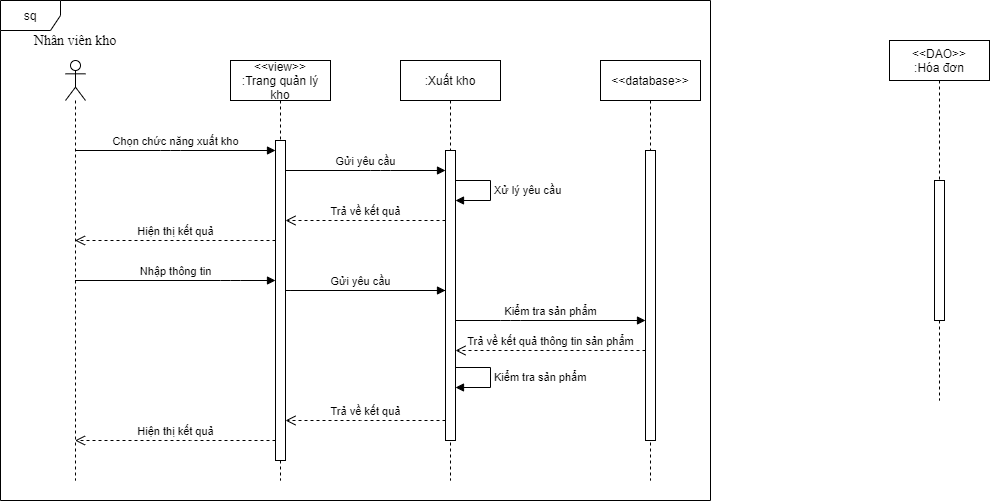 sq
Nhân viên kho
<<view>>
:Trang quản lý
kho
:Xuất kho
<<database>>
<<DAO>>
:Hóa đơn
Chọn chức năng xuất kho
Gửi yêu cầu
Xử lý yêu cầu
Trả về kết quả
Hiện thị kết quả
Nhập thông tin
Gửi yêu cầu
Kiểm tra sản phẩm
Trả về kết quả thông tin sản phẩm
Kiểm tra sản phẩm
Trả về kết quả
Hiện thị kết quả